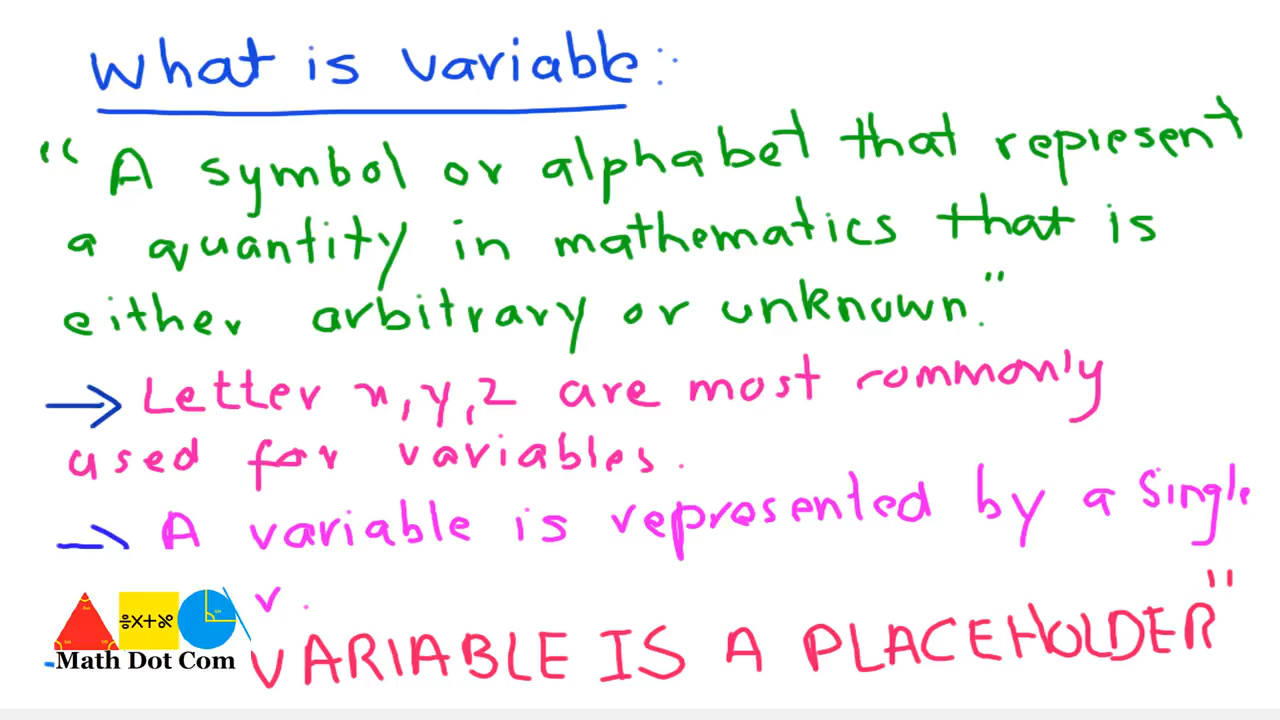 What is variable:
“ A symbol or alphabet that represent
a quantity in mathematics that is
either arbitrary or unknown.”
→ Letter x, y, z are most commonly
used for variables.
→ A variable is represented by a single
r.
÷x+%
Math Dot Com
VARIABLE IS A PLACEHOLDER”